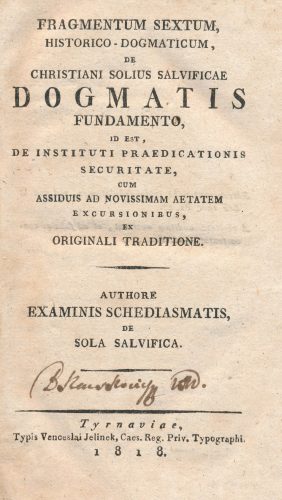 FRAGMENTUM SEXTUM,
HISTORICO-DOGMATICUM,
DE
CHRISTIANI SOLIUS SALVIFICAE
DOGMATIS
FUNDAMENTO,
ID EST,
DE INSTITUTI PRAEDICATIONIS
SECURITATE,
CUM
ASSIDUIS AD NOVISSIMAM AETATEM
EXCURSIONIBUS,
EX
ORIGINALI TRADITIONE.
AUTHORE
EXAMINIS SCHEDIASMATIS,
DE
SOLA SALVIFICA.
Tyrnaviae,
Typis Venceslai Jelinek, Caes. Reg. Priv. Typographi.
1818.